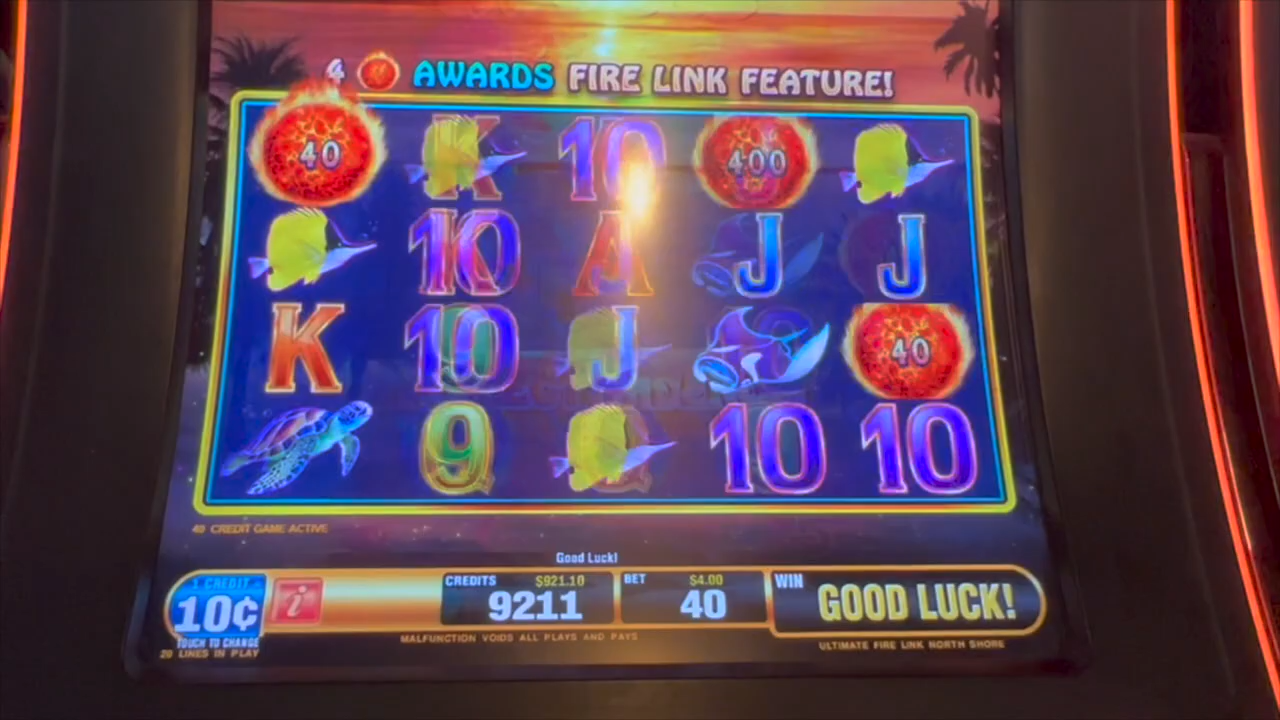 4 AWARDS FIRE LINK FEATURE!
40 K 10 400
10 A J J
K 10 J 40
9 10 10
40 CREDIT GAME ACTIVE
Good Luck!
1 CREDIT
10¢
TOUCH TO CHANGE
i
CREDITS $921.10
9211
BET $4.00
40
WIN GOOD LUCK!
MALFUNCTION VOIDS ALL PLAYS AND PAYS
20 LINES IN PLAY
ULTIMATE FIRE LINK NORTH SHORE